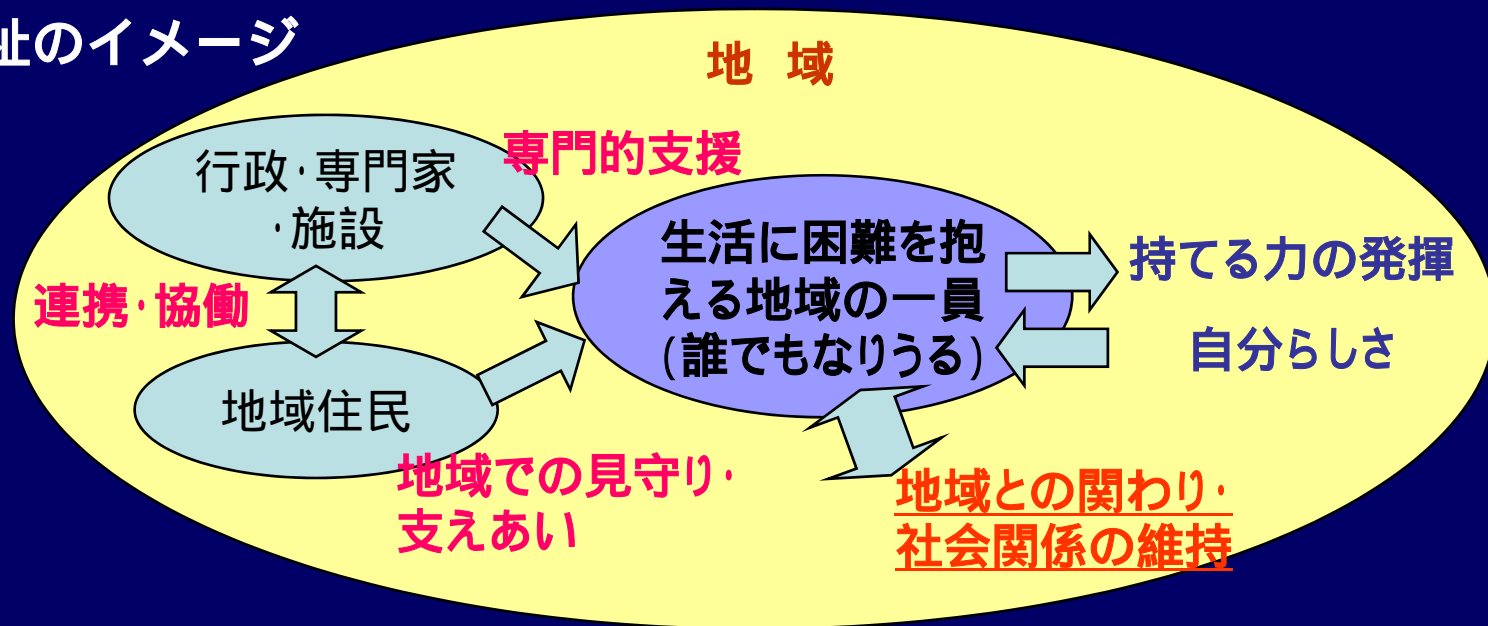 祉のイメージ
地 域
行政・専門家
・施設
専門的支援
生活に困難を抱
える地域の一員
(誰でもなりうる)
持てる力の発揮
自分らしさ
連携・協働
地域住民
地域での見守り・
支えあい
地域との関わり・
社会関係の維持